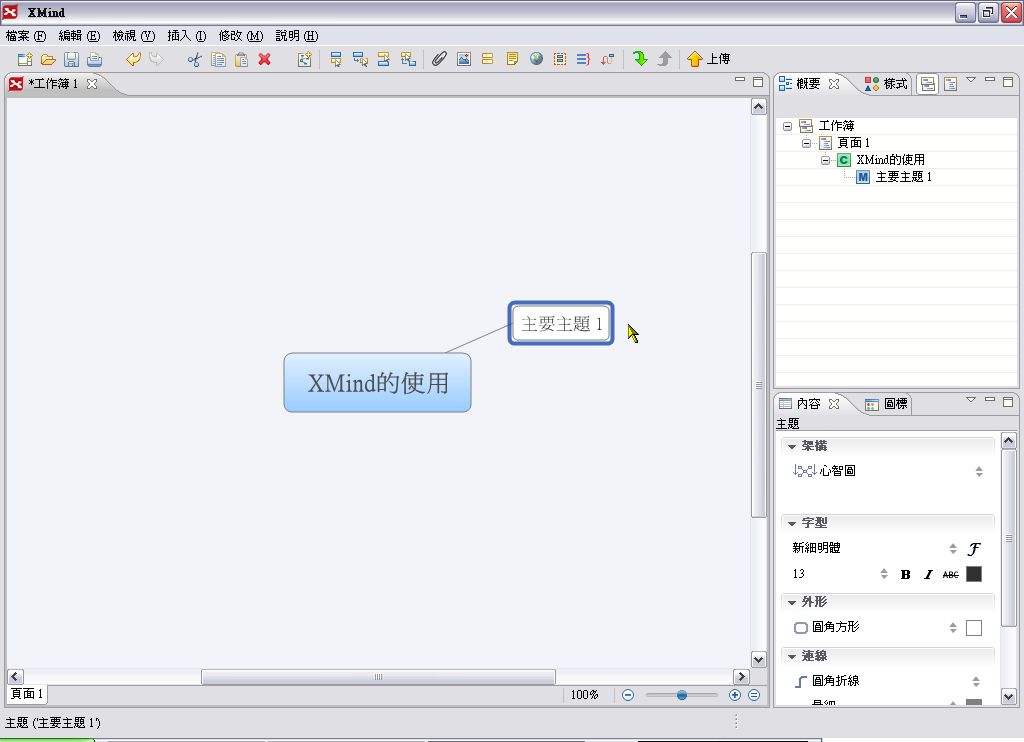 XMind
檔案 (F) 編輯 (E) 檢視 (V) 插入 (I) 修改 (M) 說明 (H)
上傳
*工作簿 1
概要
樣式
工作簿
頁面 1
C XMind的使用
M 主要主題 1
主要主題 1
XMind的使用
內容
圖標
主題
架構
心智圖
字型
新細明體
13
B I ABC
外形
圓角方形
連線
圓角折線
頁面 1
100%
主題 ('主要主題 1')